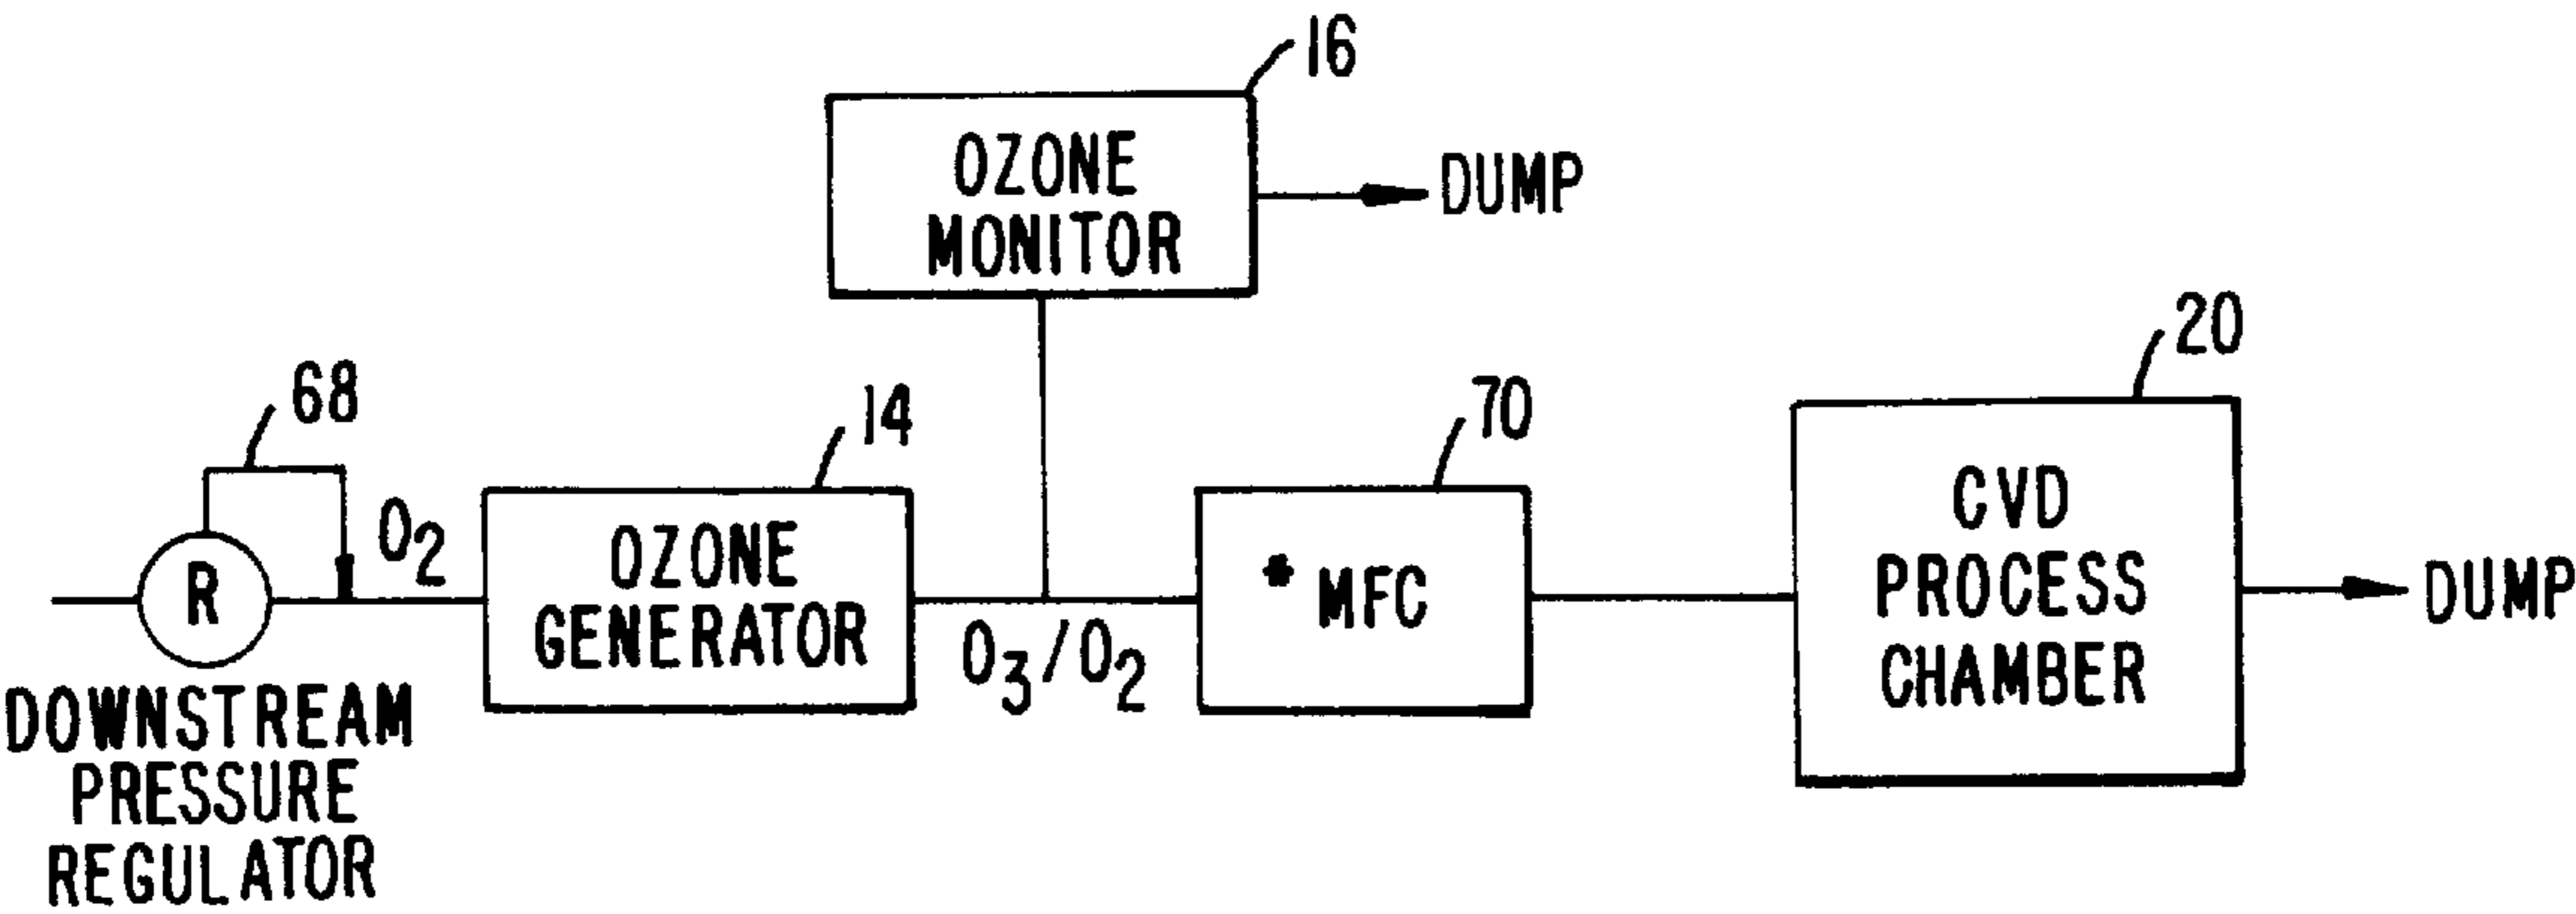 16
OZONE
MONITOR
DUMP
68
14
70
20
R
O2
OZONE
GENERATOR
O3/O2
* MFC
CVD
PROCESS
CHAMBER
DUMP
DOWNSTREAM
PRESSURE
REGULATOR